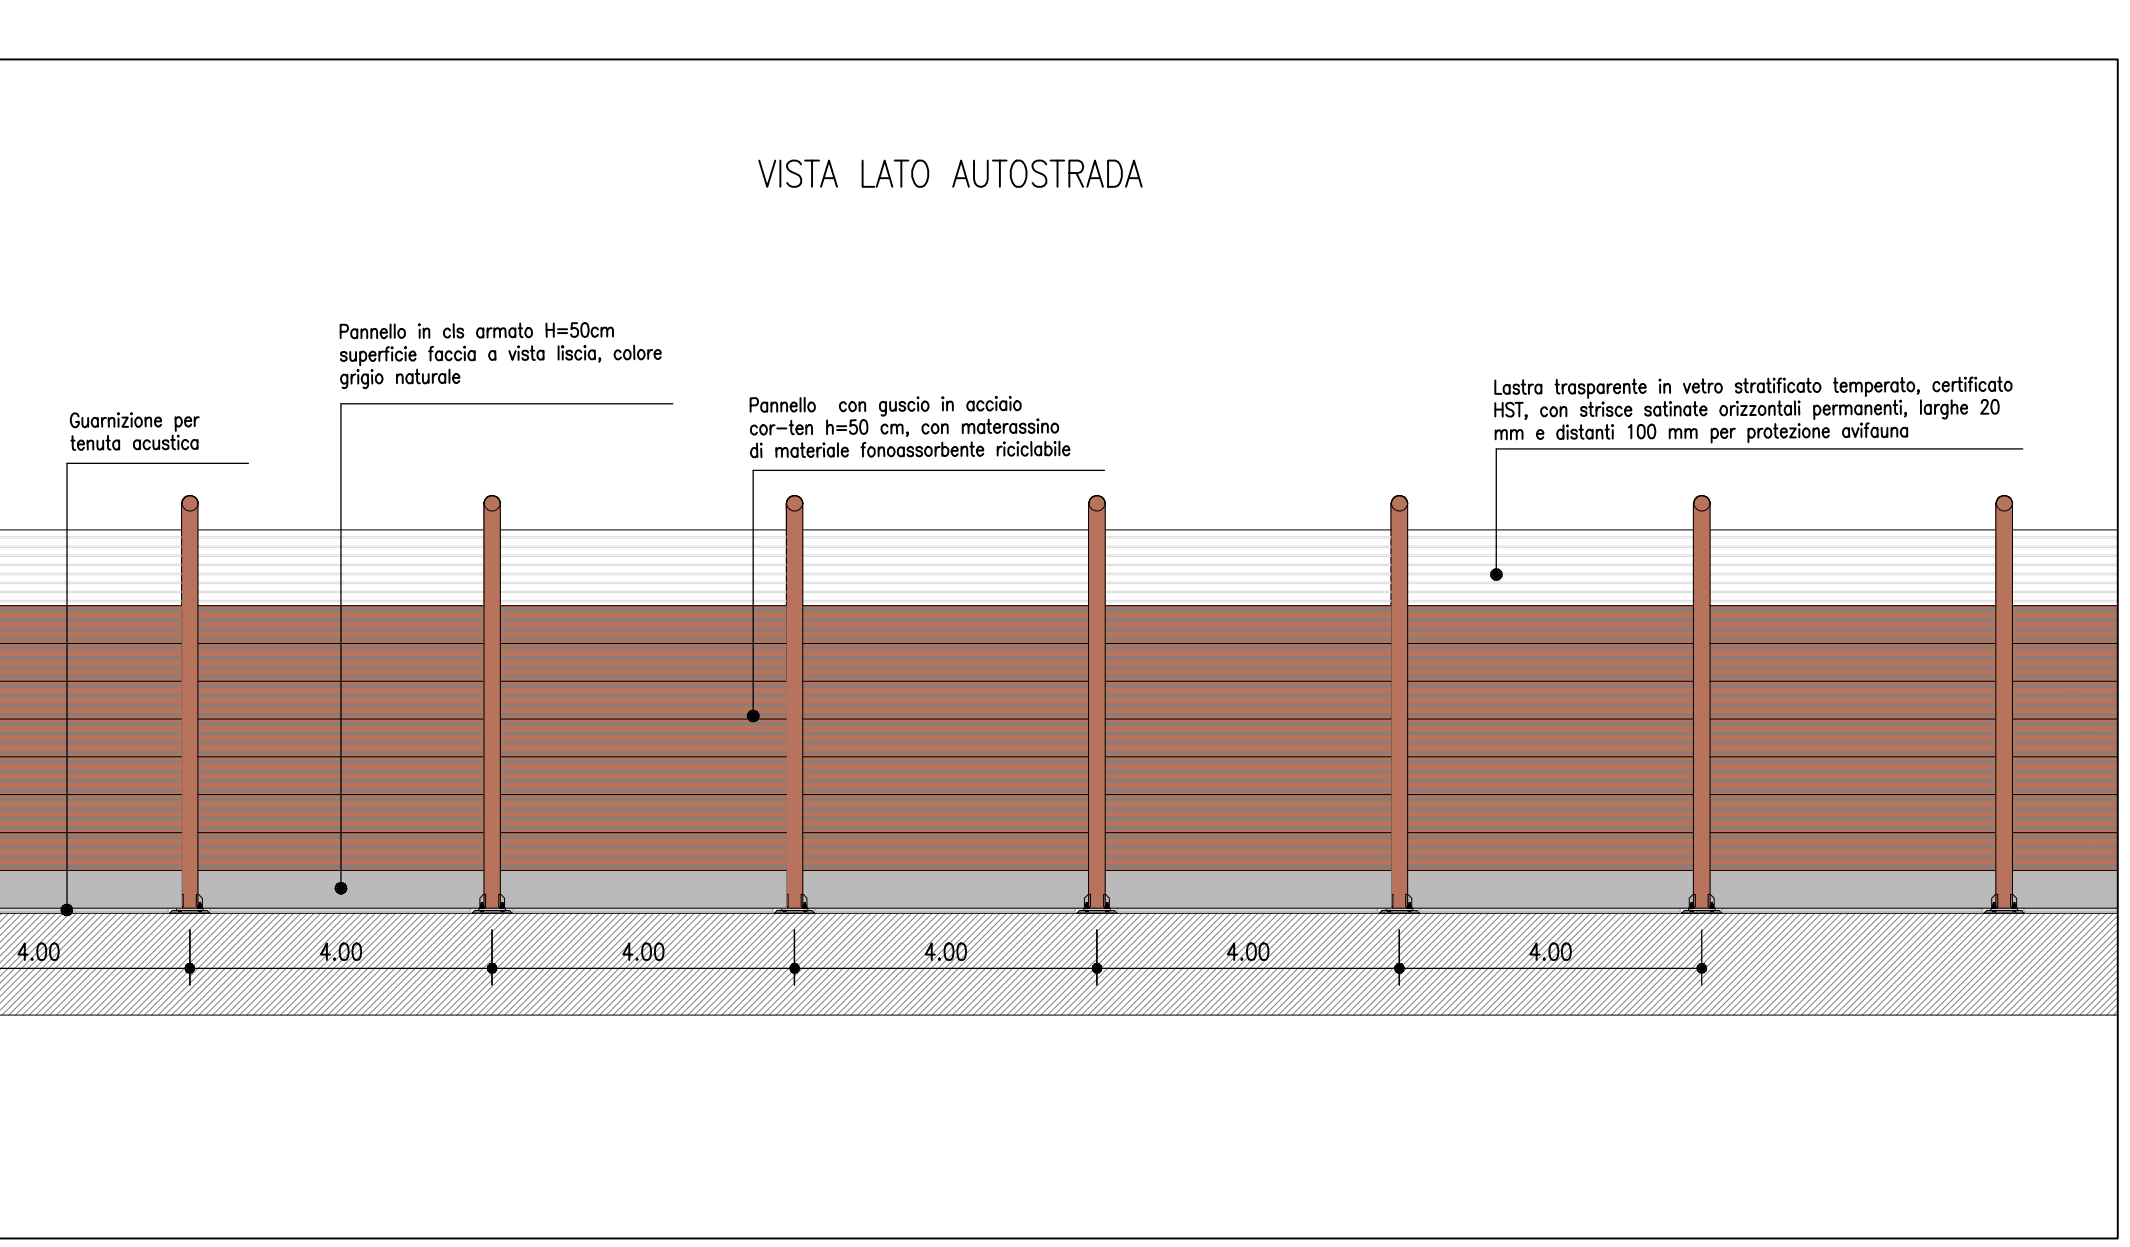 VISTA LATO AUTOSTRADA
Pannello in cls armato H=50cm
superficie faccia a vista liscia, colore
grigio naturale
Guarnizione per
tenuta acustica
Pannello con guscio in acciaio
cor-ten h=50 cm, con materassino
di materiale fonoassorbente riciclabile
Lastra trasparente in vetro stratificato temperato, certificato
HST, con strisce satinate orizzontali permanenti, larghe 20
mm e distanti 100 mm per protezione avifauna
4.00 4.00 4.00 4.00 4.00 4.00